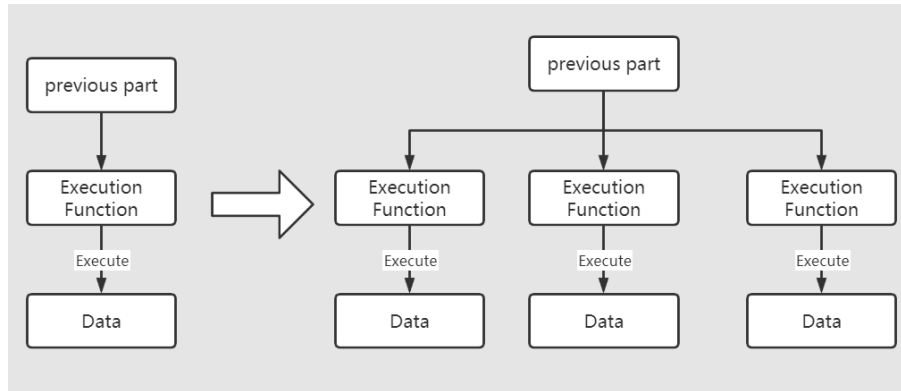 previous part
previous part
Execution
Function
Execution
Function
Execution
Function
Execution
Function
Execute
Execute
Execute
Execute
Data
Data
Data
Data